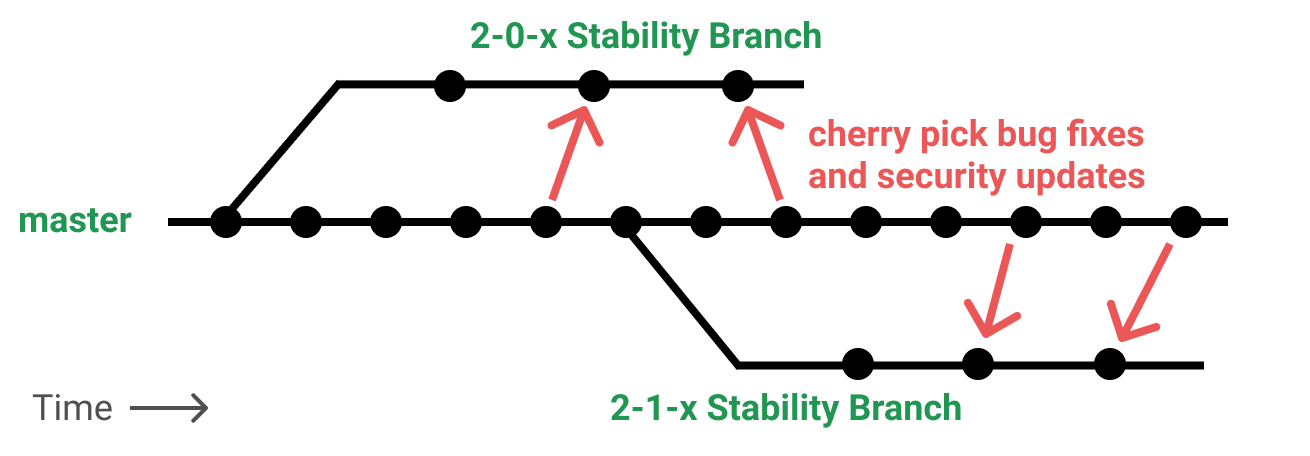 2-0-x Stability Branch
cherry pick bug fixes
and security updates
master
2-1-x Stability Branch
Time